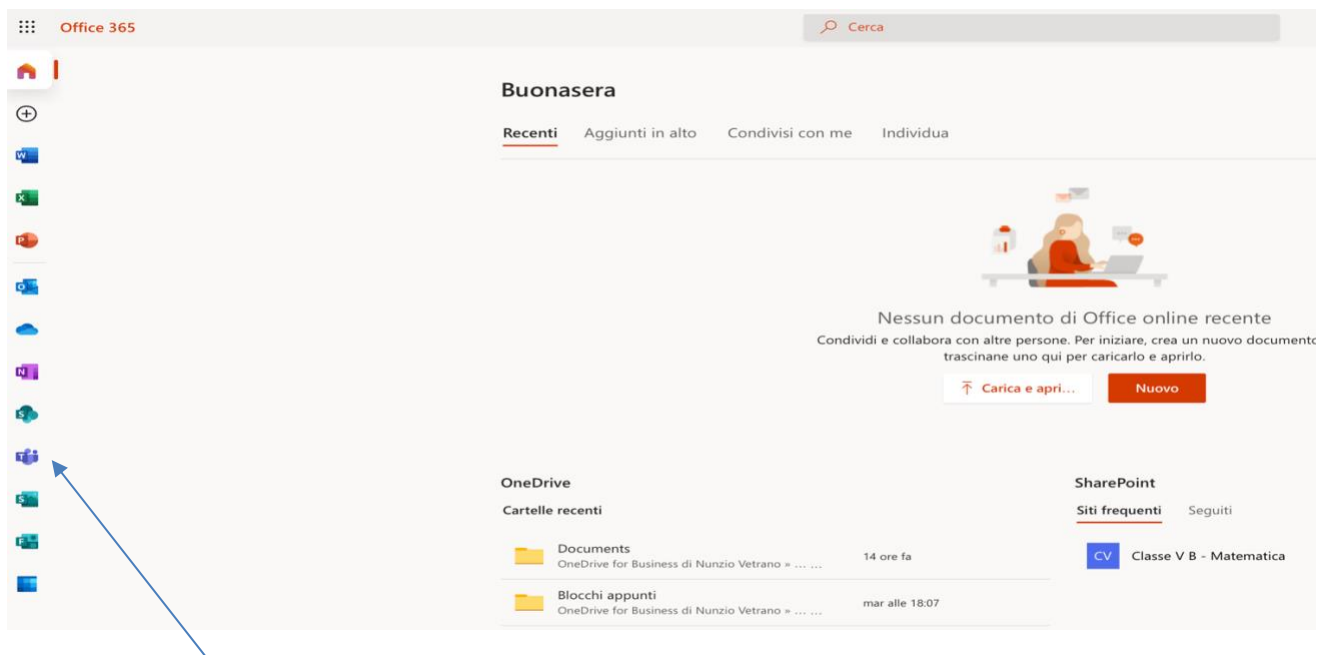 Office 365
Cerca
Buonasera
Recenti Aggiunti in alto Condivisi con me Individua
Nessun documento di Office online recente
Condividi e collabora con altre persone. Per iniziare, crea un nuovo documento
trascinane uno qui per caricarlo e aprirlo.
Carica e apri... Nuovo
OneDrive
Cartelle recenti
Documents
OneDrive for Business di Nunzio Vetrano » ... ...
14 ore fa
Blocchi appunti
OneDrive for Business di Nunzio Vetrano » ... ...
mar alle 18:07
SharePoint
Siti frequenti Seguiti
CV Classe V B - Matematica